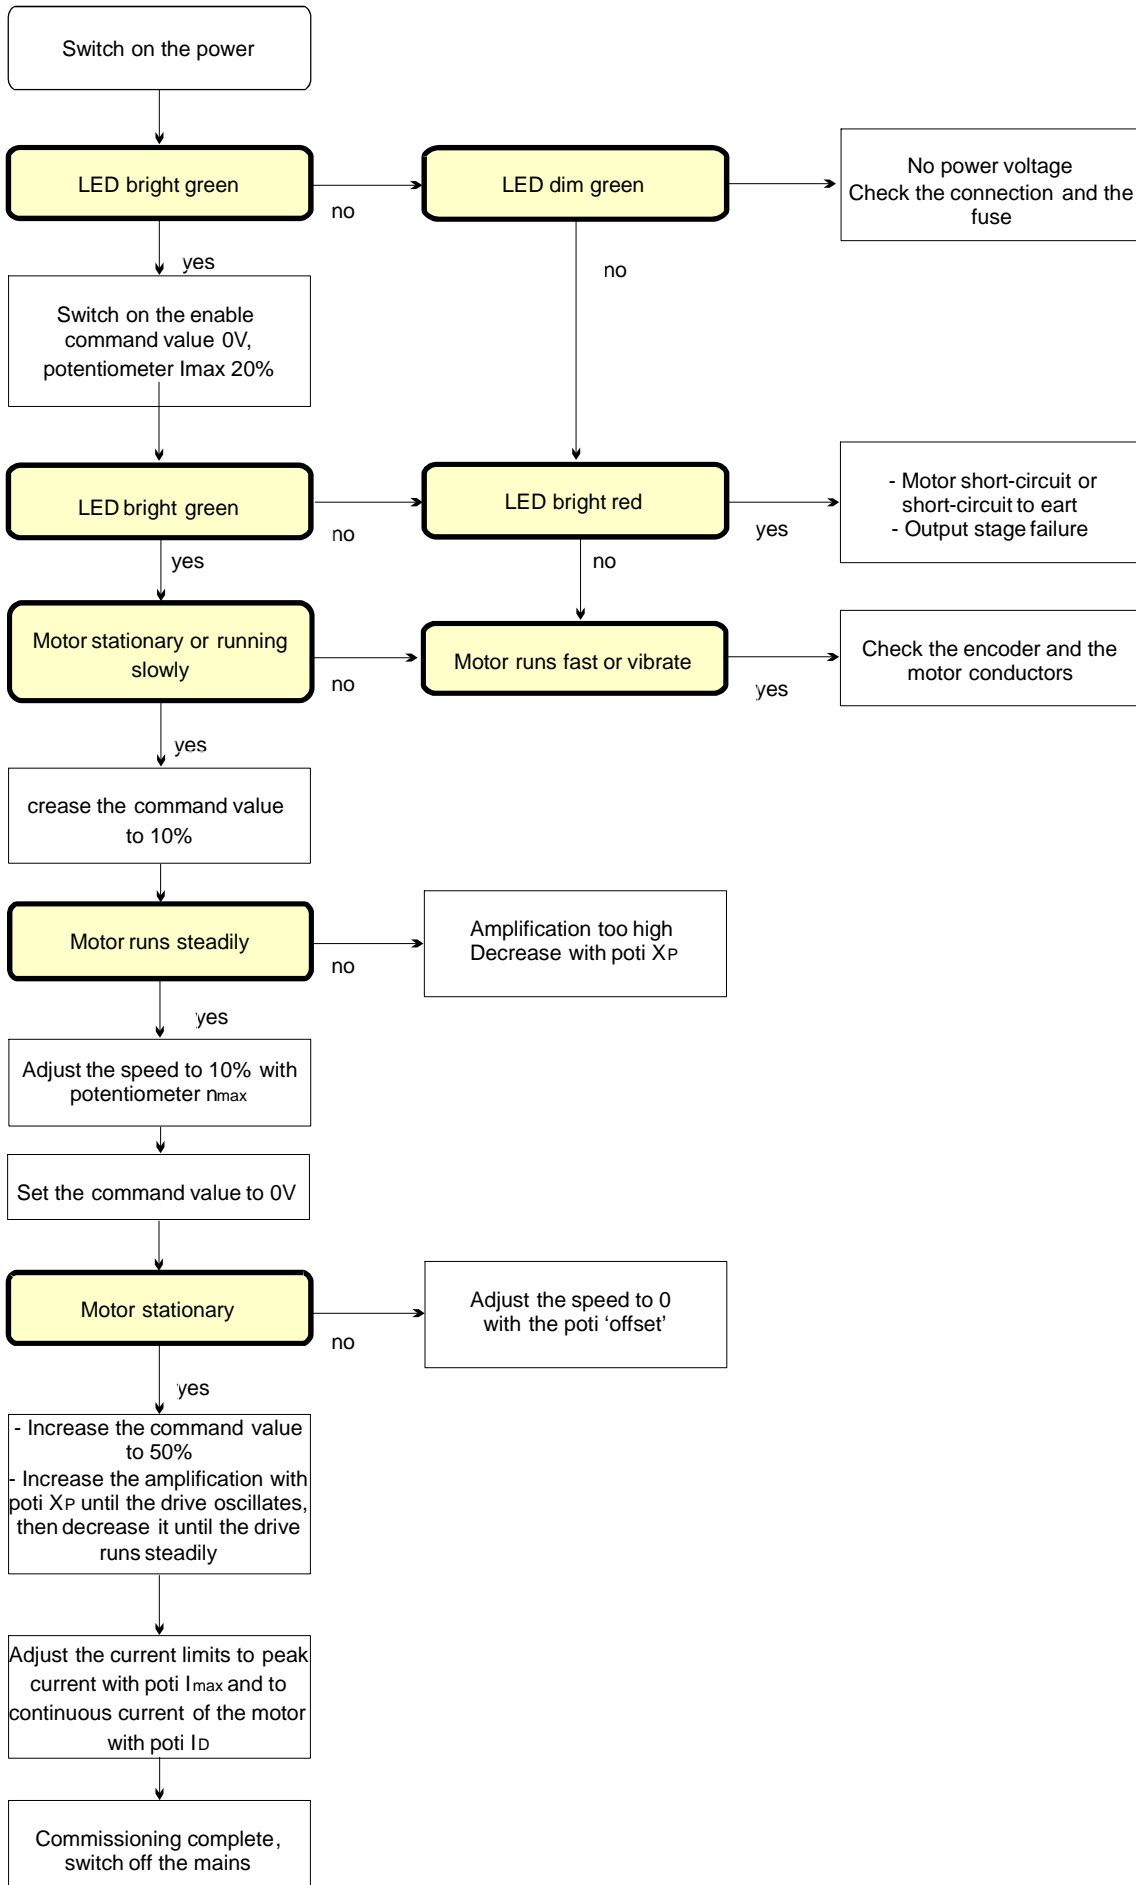 Switch on the power
LED bright green
no
LED dim green
No power voltage
Check the connection and the
fuse
yes
no
Switch on the enable
command value 0V,
potentiometer Imax 20%
LED bright green
no
LED bright red
yes
- Motor short-circuit or
short-circuit to eart
- Output stage failure
yes
no
Motor stationary or running
slowly
no
Motor runs fast or vibrate
yes
Check the encoder and the
motor conductors
yes
crease the command value
to 10%
Motor runs steadily
no
Amplification too high
Decrease with poti XP
yes
Adjust the speed to 10% with
potentiometer nmax
Set the command value to 0V
Motor stationary
no
Adjust the speed to 0
with the poti ‘offset’
yes
- Increase the command value
to 50%
- Increase the amplification with
poti XP until the drive oscillates,
then decrease it until the drive
runs steadily
Adjust the current limits to peak
current with poti Imax and to
continuous current of the motor
with poti ID
Commissioning complete,
switch off the mains